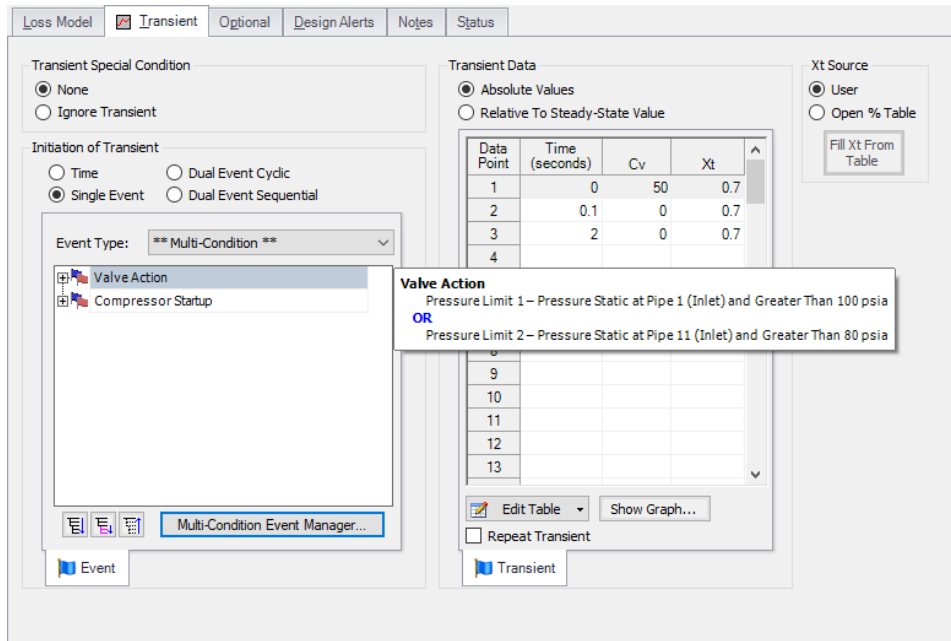 Loss Model
Transient
Optional
Design Alerts
Notes
Status
Transient Special Condition
None
Ignore Transient
Initiation of Transient
Time
Dual Event Cyclic
Single Event
Dual Event Sequential
Event Type: ** Multi-Condition **
Valve Action
Compressor Startup
Multi-Condition Event Manager...
Event
Transient Data
Absolute Values
Relative To Steady-State Value
Data Point Time (seconds) Cv Xt
1 0 50 0.7
2 0.1 0 0.7
3 2 0 0.7
4
Valve Action
Pressure Limit 1 – Pressure Static at Pipe 1 (Inlet) and Greater Than 100 psia
OR
Pressure Limit 2 – Pressure Static at Pipe 11 (Inlet) and Greater Than 80 psia
9
10
11
12
13
Edit Table
Show Graph...
Repeat Transient
Transient
Xt Source
User
Open % Table
Fill Xt From
Table